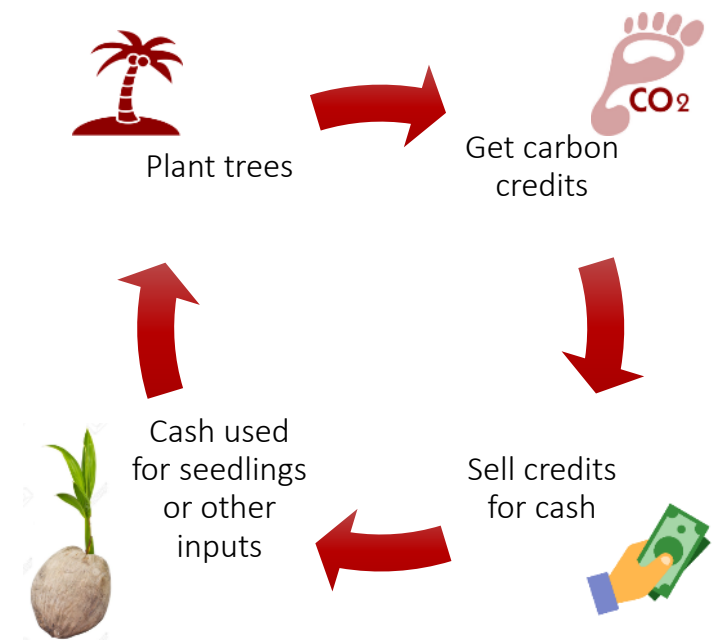 Plant trees
CO2
Get carbon
credits
Sell credits
for cash
Cash used
for seedlings
or other
inputs